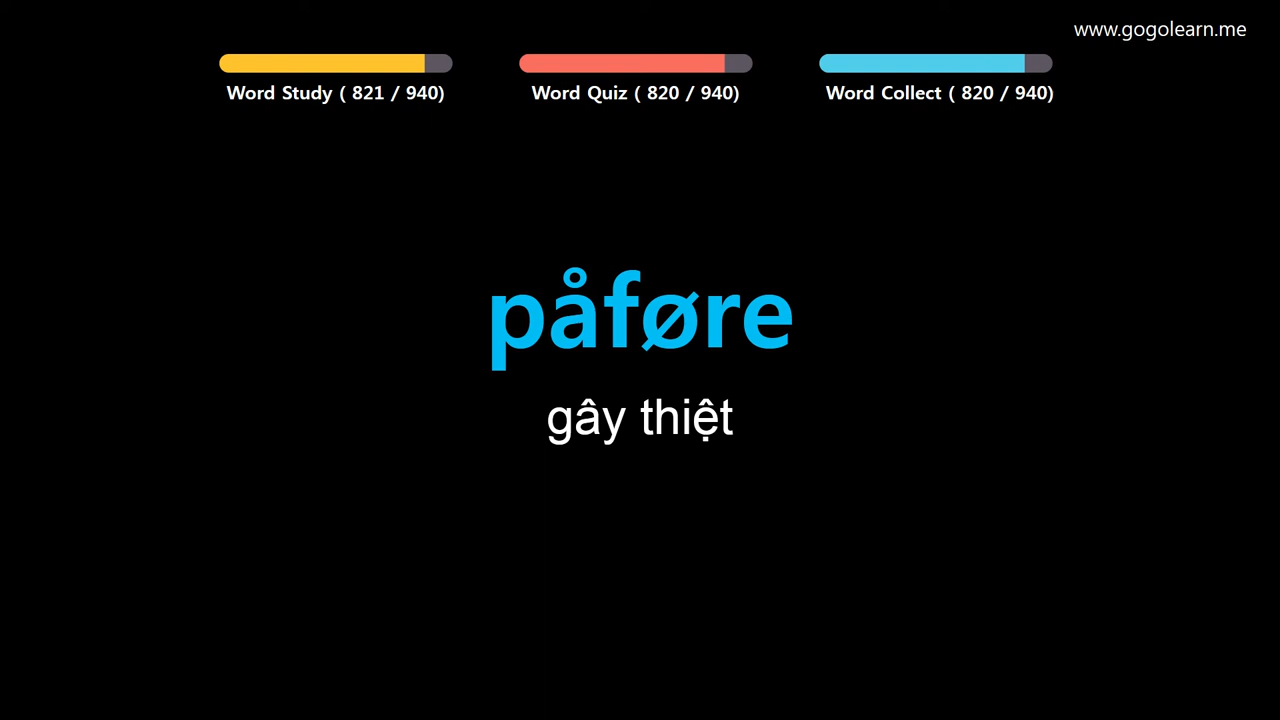 www.gogolearn.me
Word Study ( 821 / 940)
Word Quiz ( 820 / 940)
Word Collect ( 820 / 940)
påføre
gây thiệt